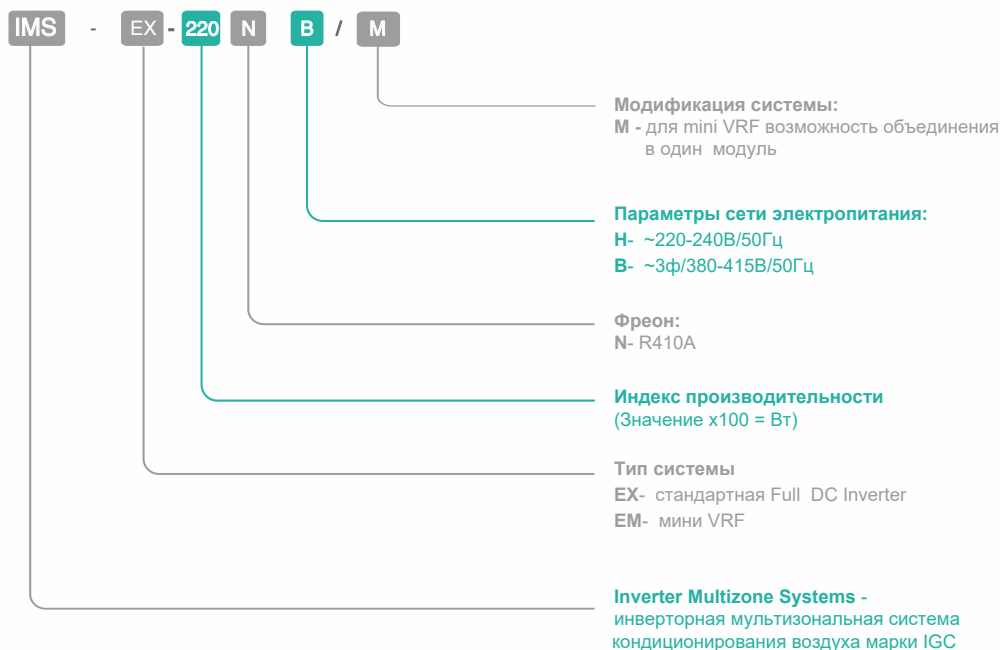 IMS - EX - 220 N B / M
Модификация системы:
M - для mini VRF возможность объединения
в один модуль
Параметры сети электропитания:
H- ~220-240В/50Гц
B- ~3ф/380-415В/50Гц
Фреон:
N- R410A
Индекс производительности
(Значение х100 = Вт)
Тип системы
EX- стандартная Full DC Inverter
EM- мини VRF
Inverter Multizone Systems -
инверторная мультизональная система
кондиционирования воздуха марки IGC